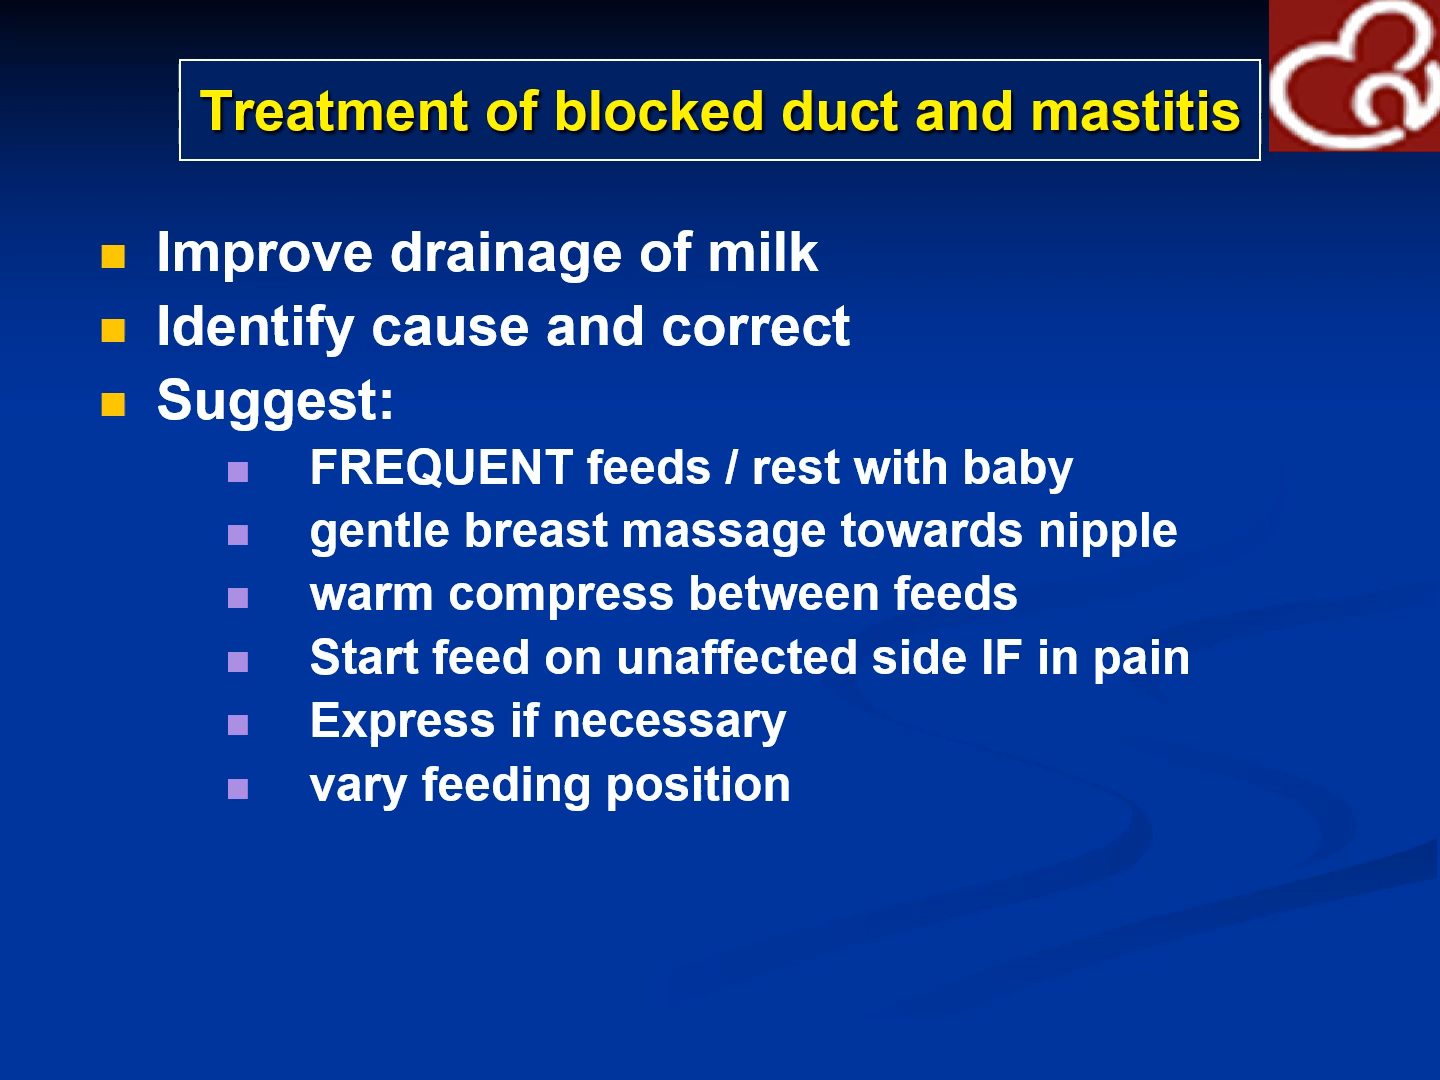 Treatment of blocked duct and mastitis
Improve drainage of milk
Identify cause and correct
Suggest:
FREQUENT feeds / rest with baby
gentle breast massage towards nipple
warm compress between feeds
Start feed on unaffected side IF in pain
Express if necessary
vary feeding position